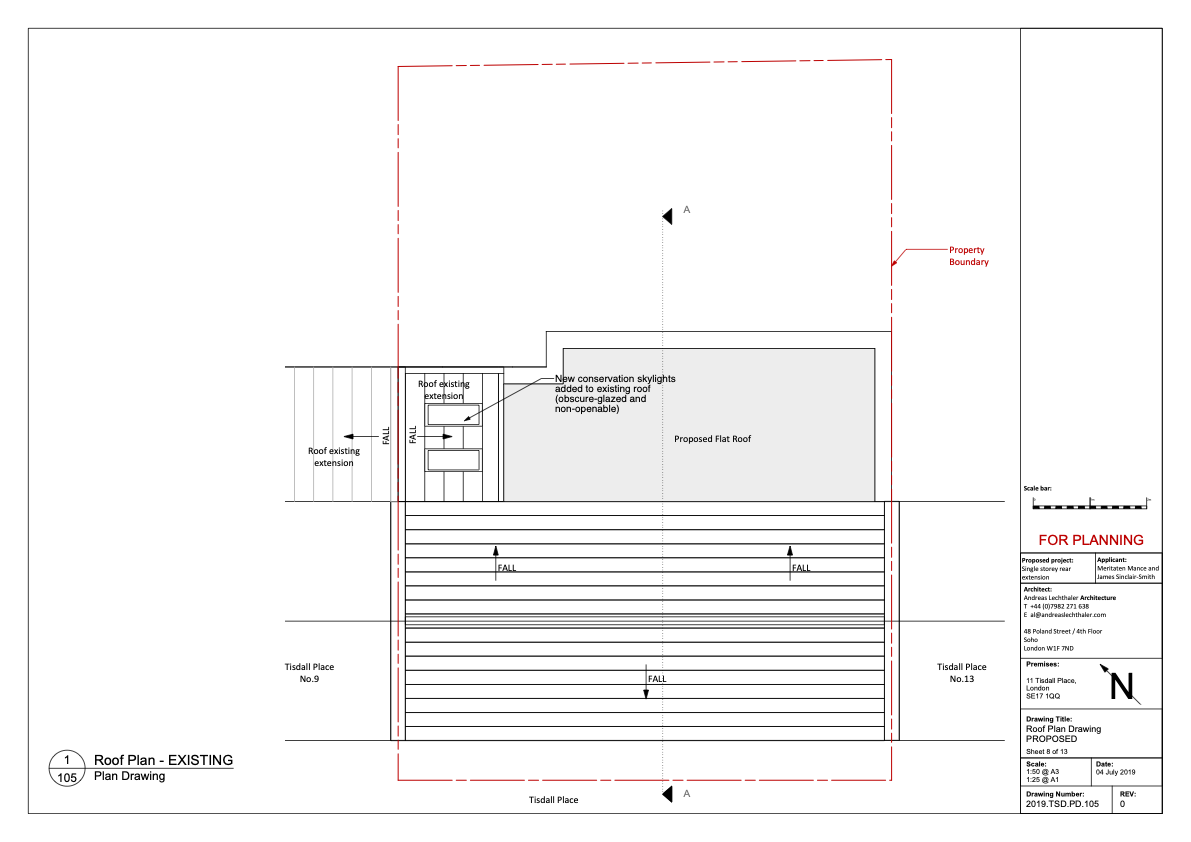 A
Property
Boundary
Roof existing
extension
New conservation skylights
added to existing roof
(obscure-glazed and
non-openable)
FALL
FALL
Roof existing
extension
Proposed Flat Roof
FALL
FALL
Tisdall Place
No.9
FALL
Tisdall Place
No.13
1
105
Roof Plan - EXISTING
Plan Drawing
Tisdall Place
A
Scale bar:
FOR PLANNING
Proposed project:
Single storey rear
extension
Applicant:
Meritaten Mance and
James Sinclair-Smith
Architect:
Andreas Lechthaler Architecture
T +44 (0)7982 271 638
E al@andreaslechthaler.com
48 Poland Street / 4th Floor
Soho
London W1F 7ND
Premises:
11 Tisdall Place,
London
SE17 1QQ
N
Drawing Title:
Roof Plan Drawing
PROPOSED
Sheet 8 of 13
Scale:
1:50 @ A3
1:25 @ A1
Date:
04 July 2019
Drawing Number:
2019.TSD.PD.105
REV:
0